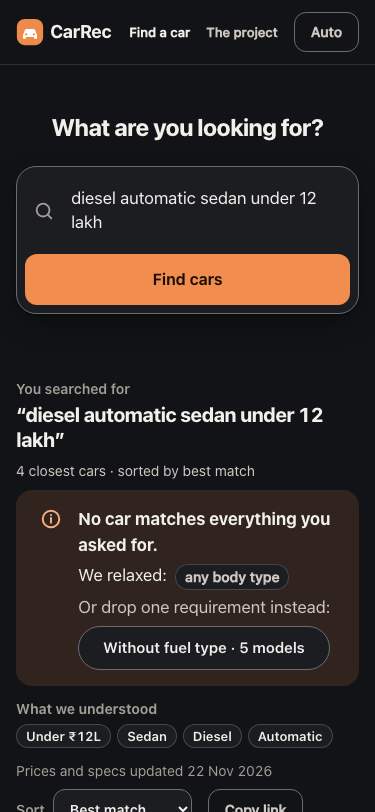 CarRec Find a car The project Auto
What are you looking for?
diesel automatic sedan under 12
lakh
Find cars
You searched for
“diesel automatic sedan under 12
lakh”
4 closest cars · sorted by best match
No car matches everything you
asked for.
We relaxed: any body type
Or drop one requirement instead:
Without fuel type · 5 models
What we understood
Under ₹12L Sedan Diesel Automatic
Prices and specs updated 22 Nov 2026
Sort Best match Copy link